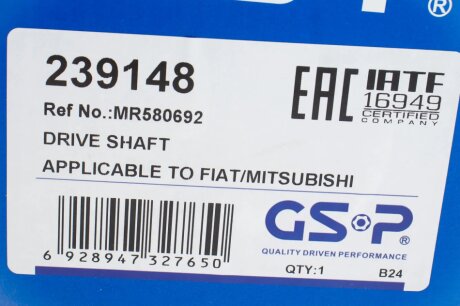 GSP®
239148
Ref No.:MR580692
DRIVE SHAFT
APPLICABLE TO FIAT/MITSUBISHI
EAC
IATF
16949
CERTIFIED
COMPANY
6 928947 327650
GSP®
QUALITY DRIVEN PERFORMANCE
QTY:1 B24